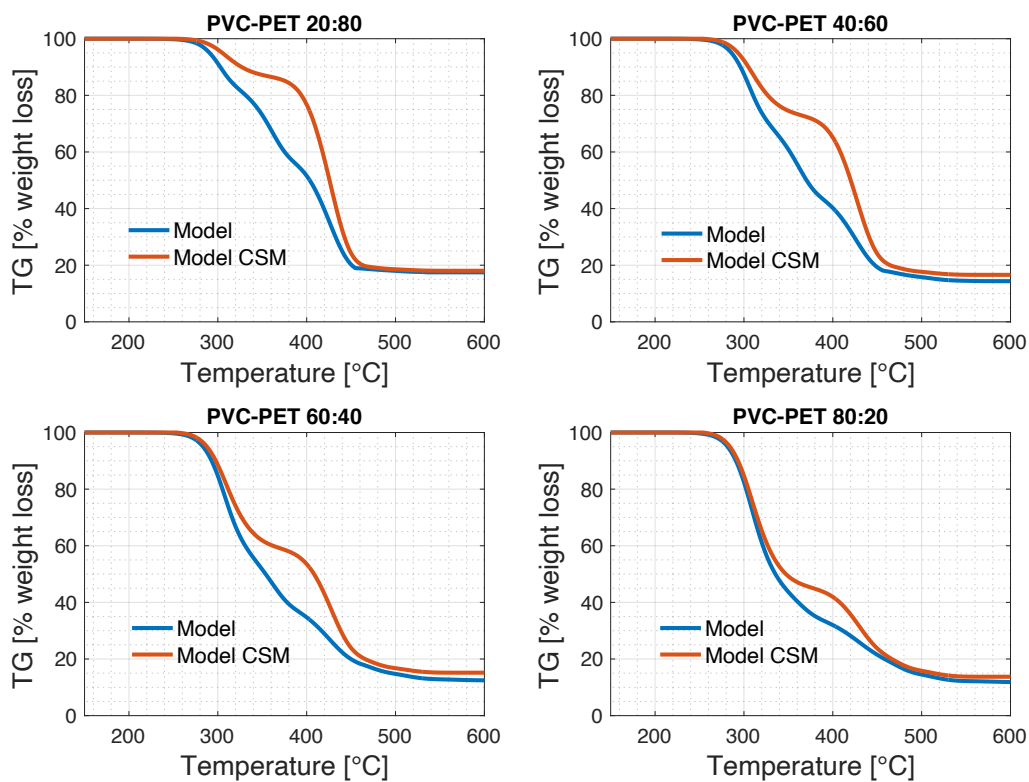 PVC-PET 20:80
100
80
60
40
20
0
TG [% weight loss]
Model
Model CSM
200 300 400 500 600
Temperature [°C]
PVC-PET 40:60
100
80
60
40
20
0
TG [% weight loss]
Model
Model CSM
200 300 400 500 600
Temperature [°C]
PVC-PET 60:40
100
80
60
40
20
0
TG [% weight loss]
Model
Model CSM
200 300 400 500 600
Temperature [°C]
PVC-PET 80:20
100
80
60
40
20
0
TG [% weight loss]
Model
Model CSM
200 300 400 500 600
Temperature [°C]